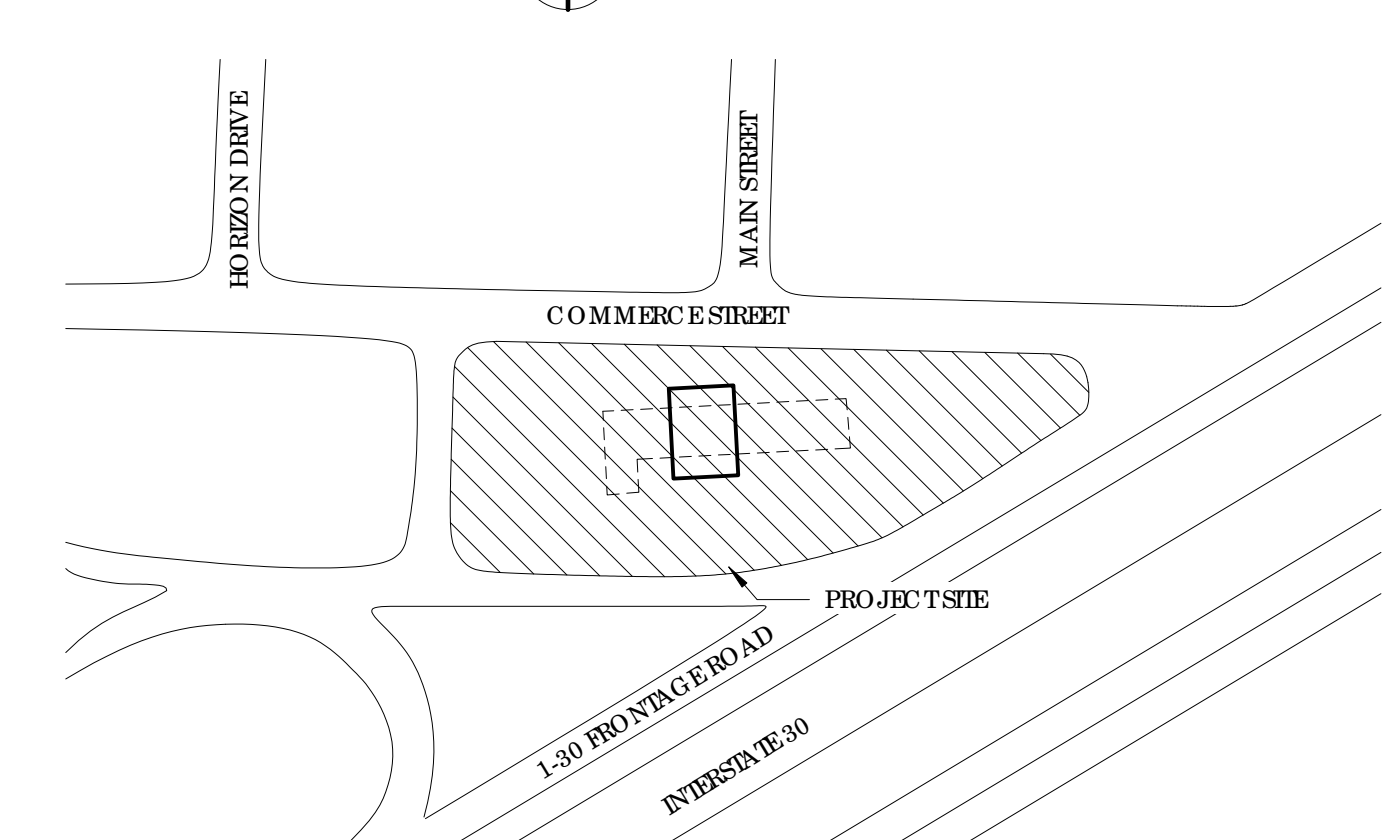 HORIZON DRIVE
MAIN STREET
COMMERCE STREET
PROJECT SITE
1-30 FRONTAGE ROAD
INTERSTATE 30